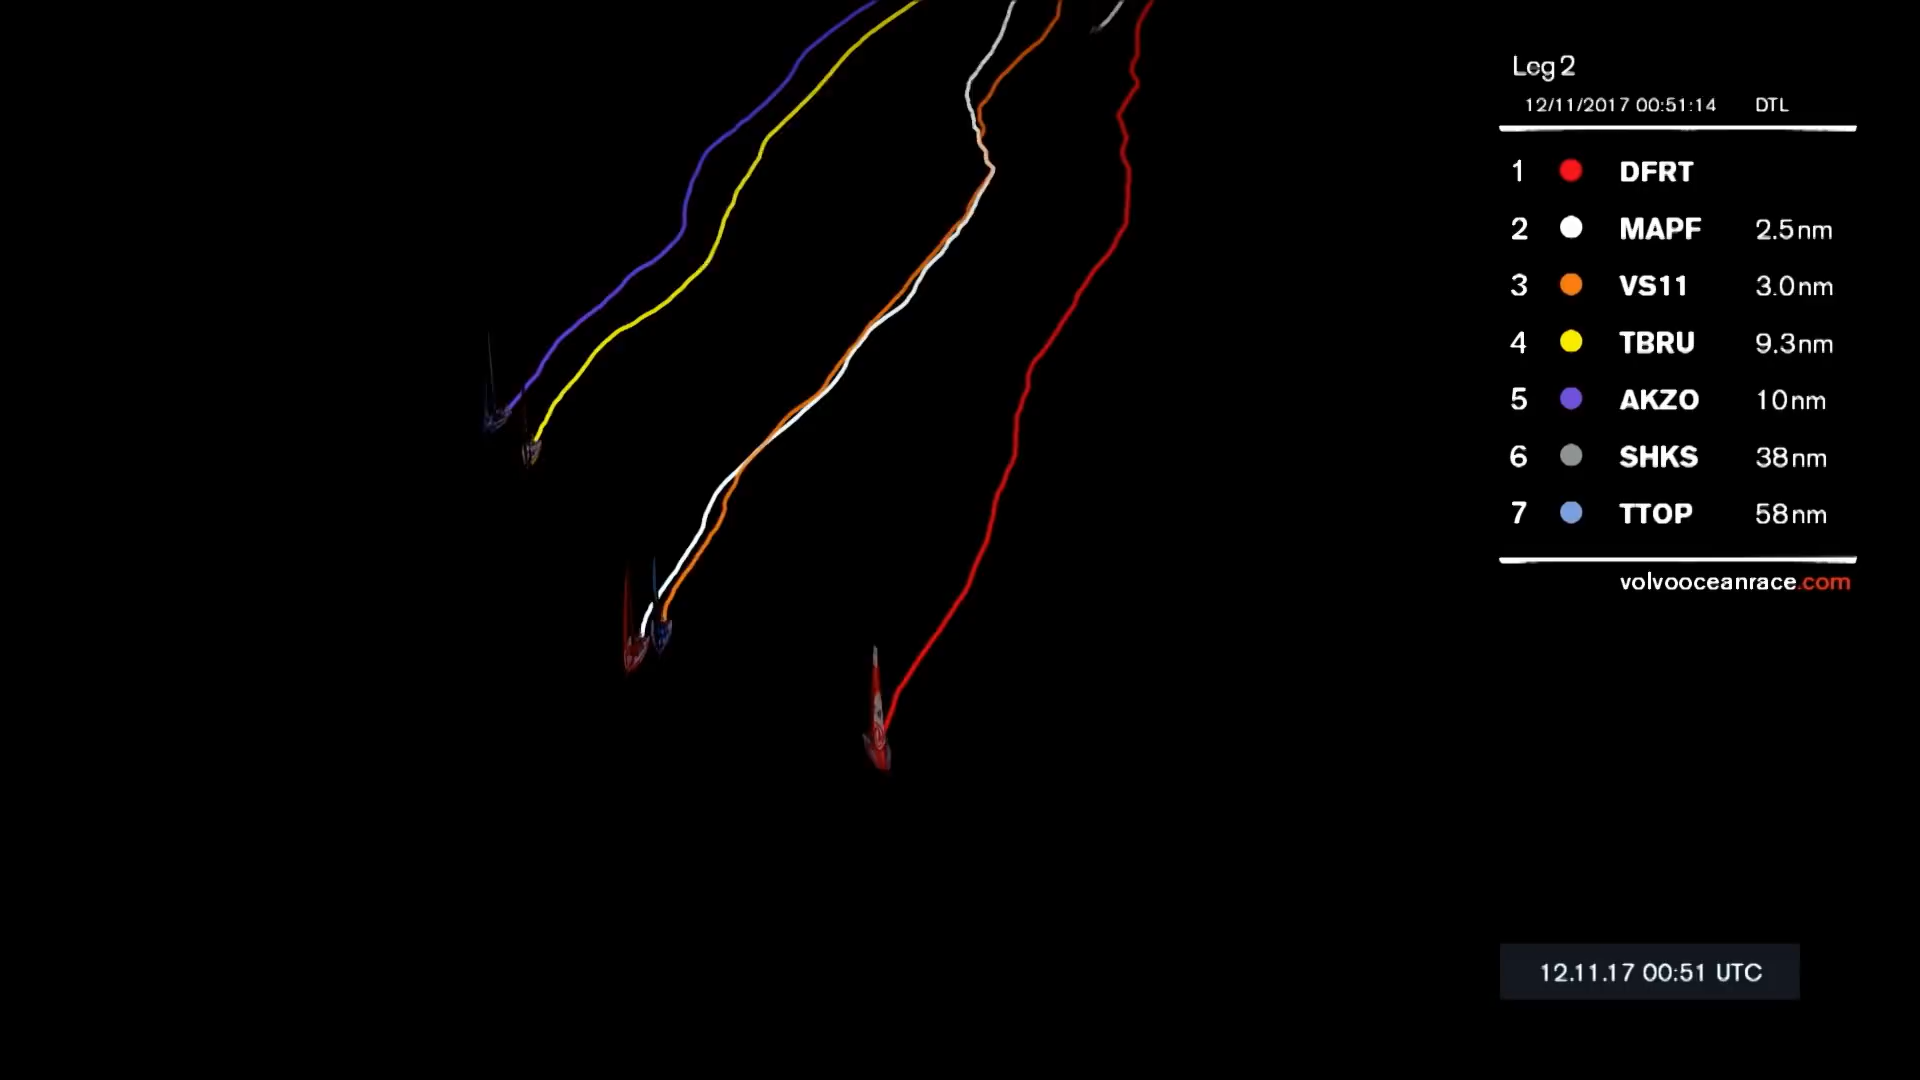 Leg 2
12/11/2017 00:51:14 DTL
1 DFRT
2 MAPF 2.5nm
3 VS11 3.0nm
4 TBRU 9.3nm
5 AKZO 10nm
6 SHKS 38nm
7 TTOP 58nm
volvooceanrace.com
12.11.17 00:51 UTC